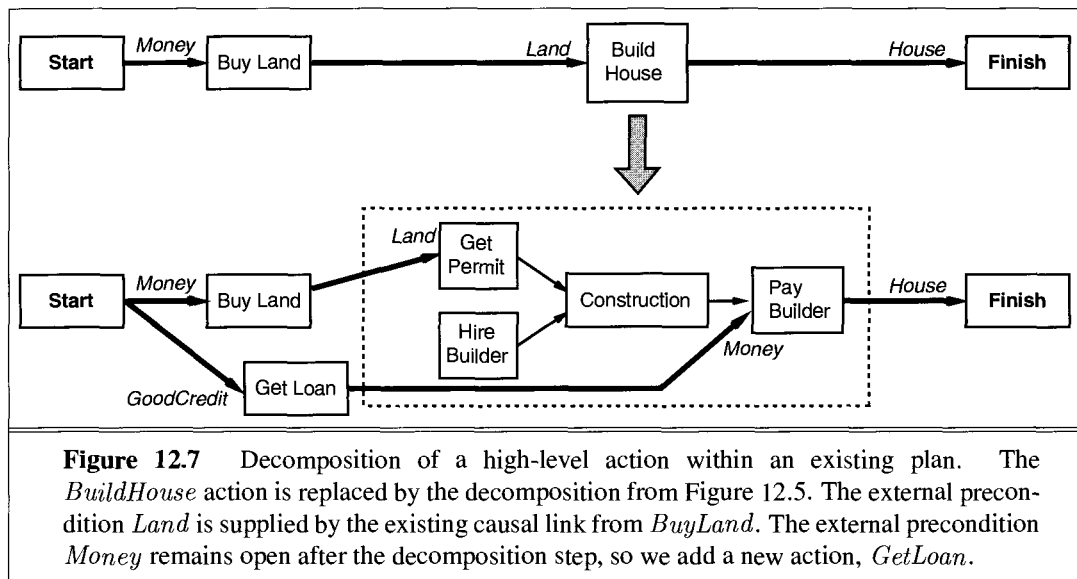 Money
Land
House
Start
Buy Land
Build
House
Finish
Land
Get
Permit
Money
House
Start
Buy Land
Construction
Pay
Builder
Finish
Hire
Builder
Money
GoodCredit
Get Loan
Figure 12.7 Decomposition of a high-level action within an existing plan. The
BuildHouse action is replaced by the decomposition from Figure 12.5. The external precon-
dition Land is supplied by the existing causal link from BuyLand. The external precondition
Money remains open after the decomposition step, so we add a new action, GetLoan.